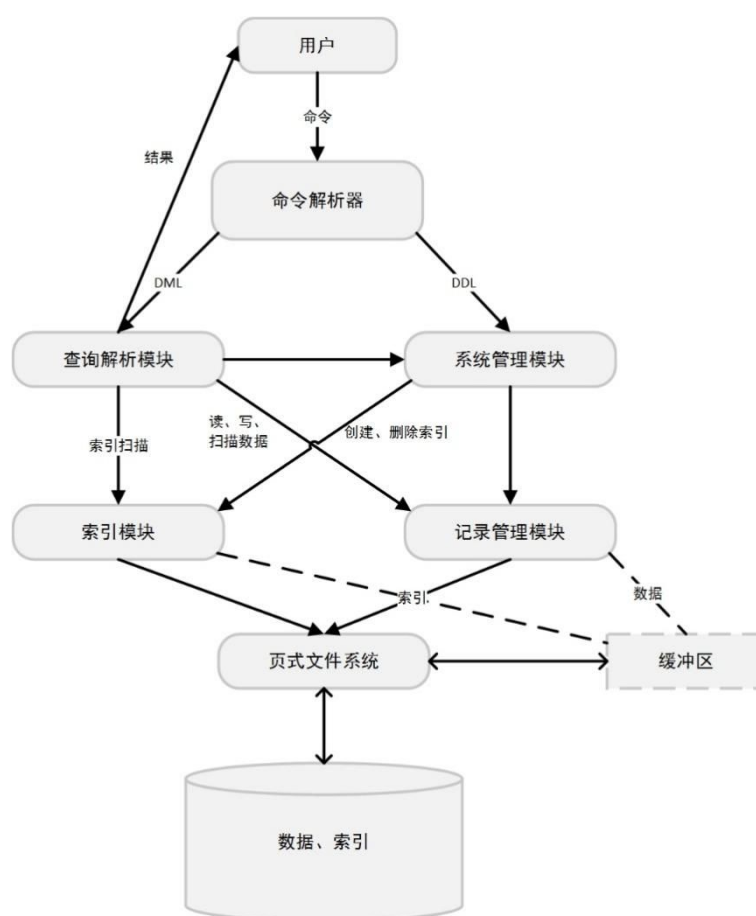 用户
命令
结果
命令解析器
DML
DDL
查询解析模块
系统管理模块
读、写、
扫描数据
创建、删除索引
索引扫描
索引模块
记录管理模块
索引
数据
页式文件系统
缓冲区
数据、索引